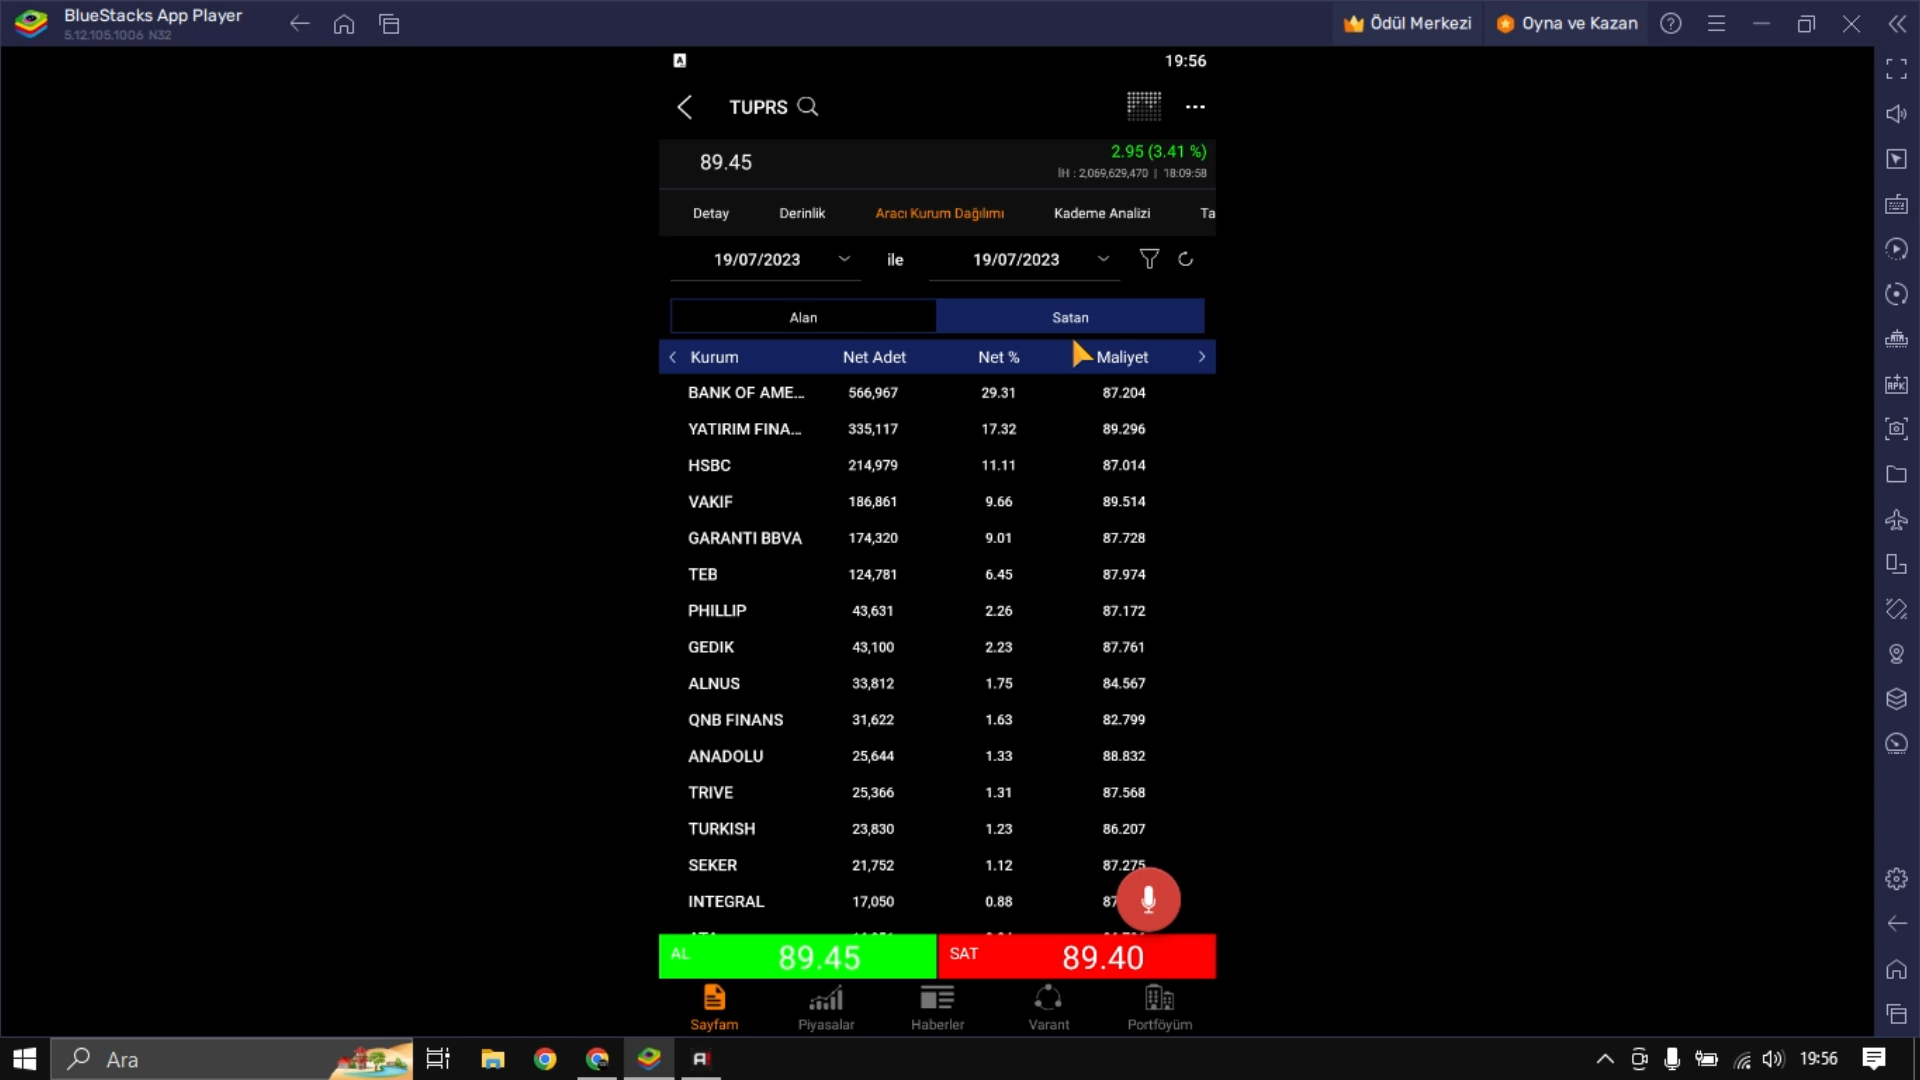 BlueStacks App Player
5.12.105.1006 N32
Ödül Merkezi
Oyna ve Kazan
19:56
TUPRS
89.45
2.95 (3.41 %)
İH : 2,069,629,470 | 18:09:58
Detay Derinlik Aracı Kurum Dağılımı Kademe Analizi Ta
19/07/2023 ile 19/07/2023
Alan Satan
Kurum Net Adet Net % Maliyet
BANK OF AME... 566,967 29.31 87.204
YATIRIM FINA... 335,117 17.32 89.296
HSBC 214,979 11.11 87.014
VAKIF 186,861 9.66 89.514
GARANTI BBVA 174,320 9.01 87.728
TEB 124,781 6.45 87.974
PHILLIP 43,631 2.26 87.172
GEDIK 43,100 2.23 87.761
ALNUS 33,812 1.75 84.567
QNB FINANS 31,622 1.63 82.799
ANADOLU 25,644 1.33 88.832
TRIVE 25,366 1.31 87.568
TURKISH 23,830 1.23 86.207
SEKER 21,752 1.12 87.275
INTEGRAL 17,050 0.88 87
AL 89.45 SAT 89.40
Sayfam Piyasalar Haberler Varant Portföyüm
Ara
19:56